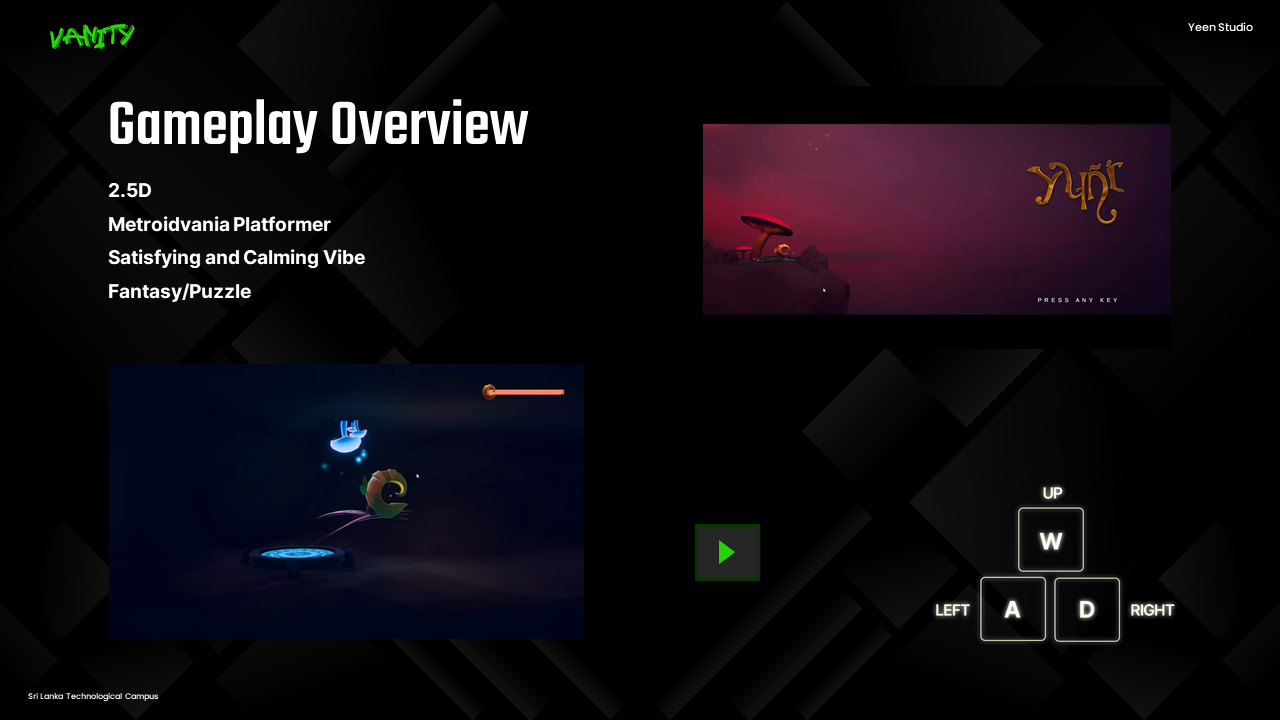 VANITY
Yeen Studio
Gameplay Overview
2.5D
Metroidvania Platformer
Satisfying and Calming Vibe
Fantasy/Puzzle
yuñr
PRESS ANY KEY
UP
W
LEFT
A
D
RIGHT
Sri Lanka Technological Campus